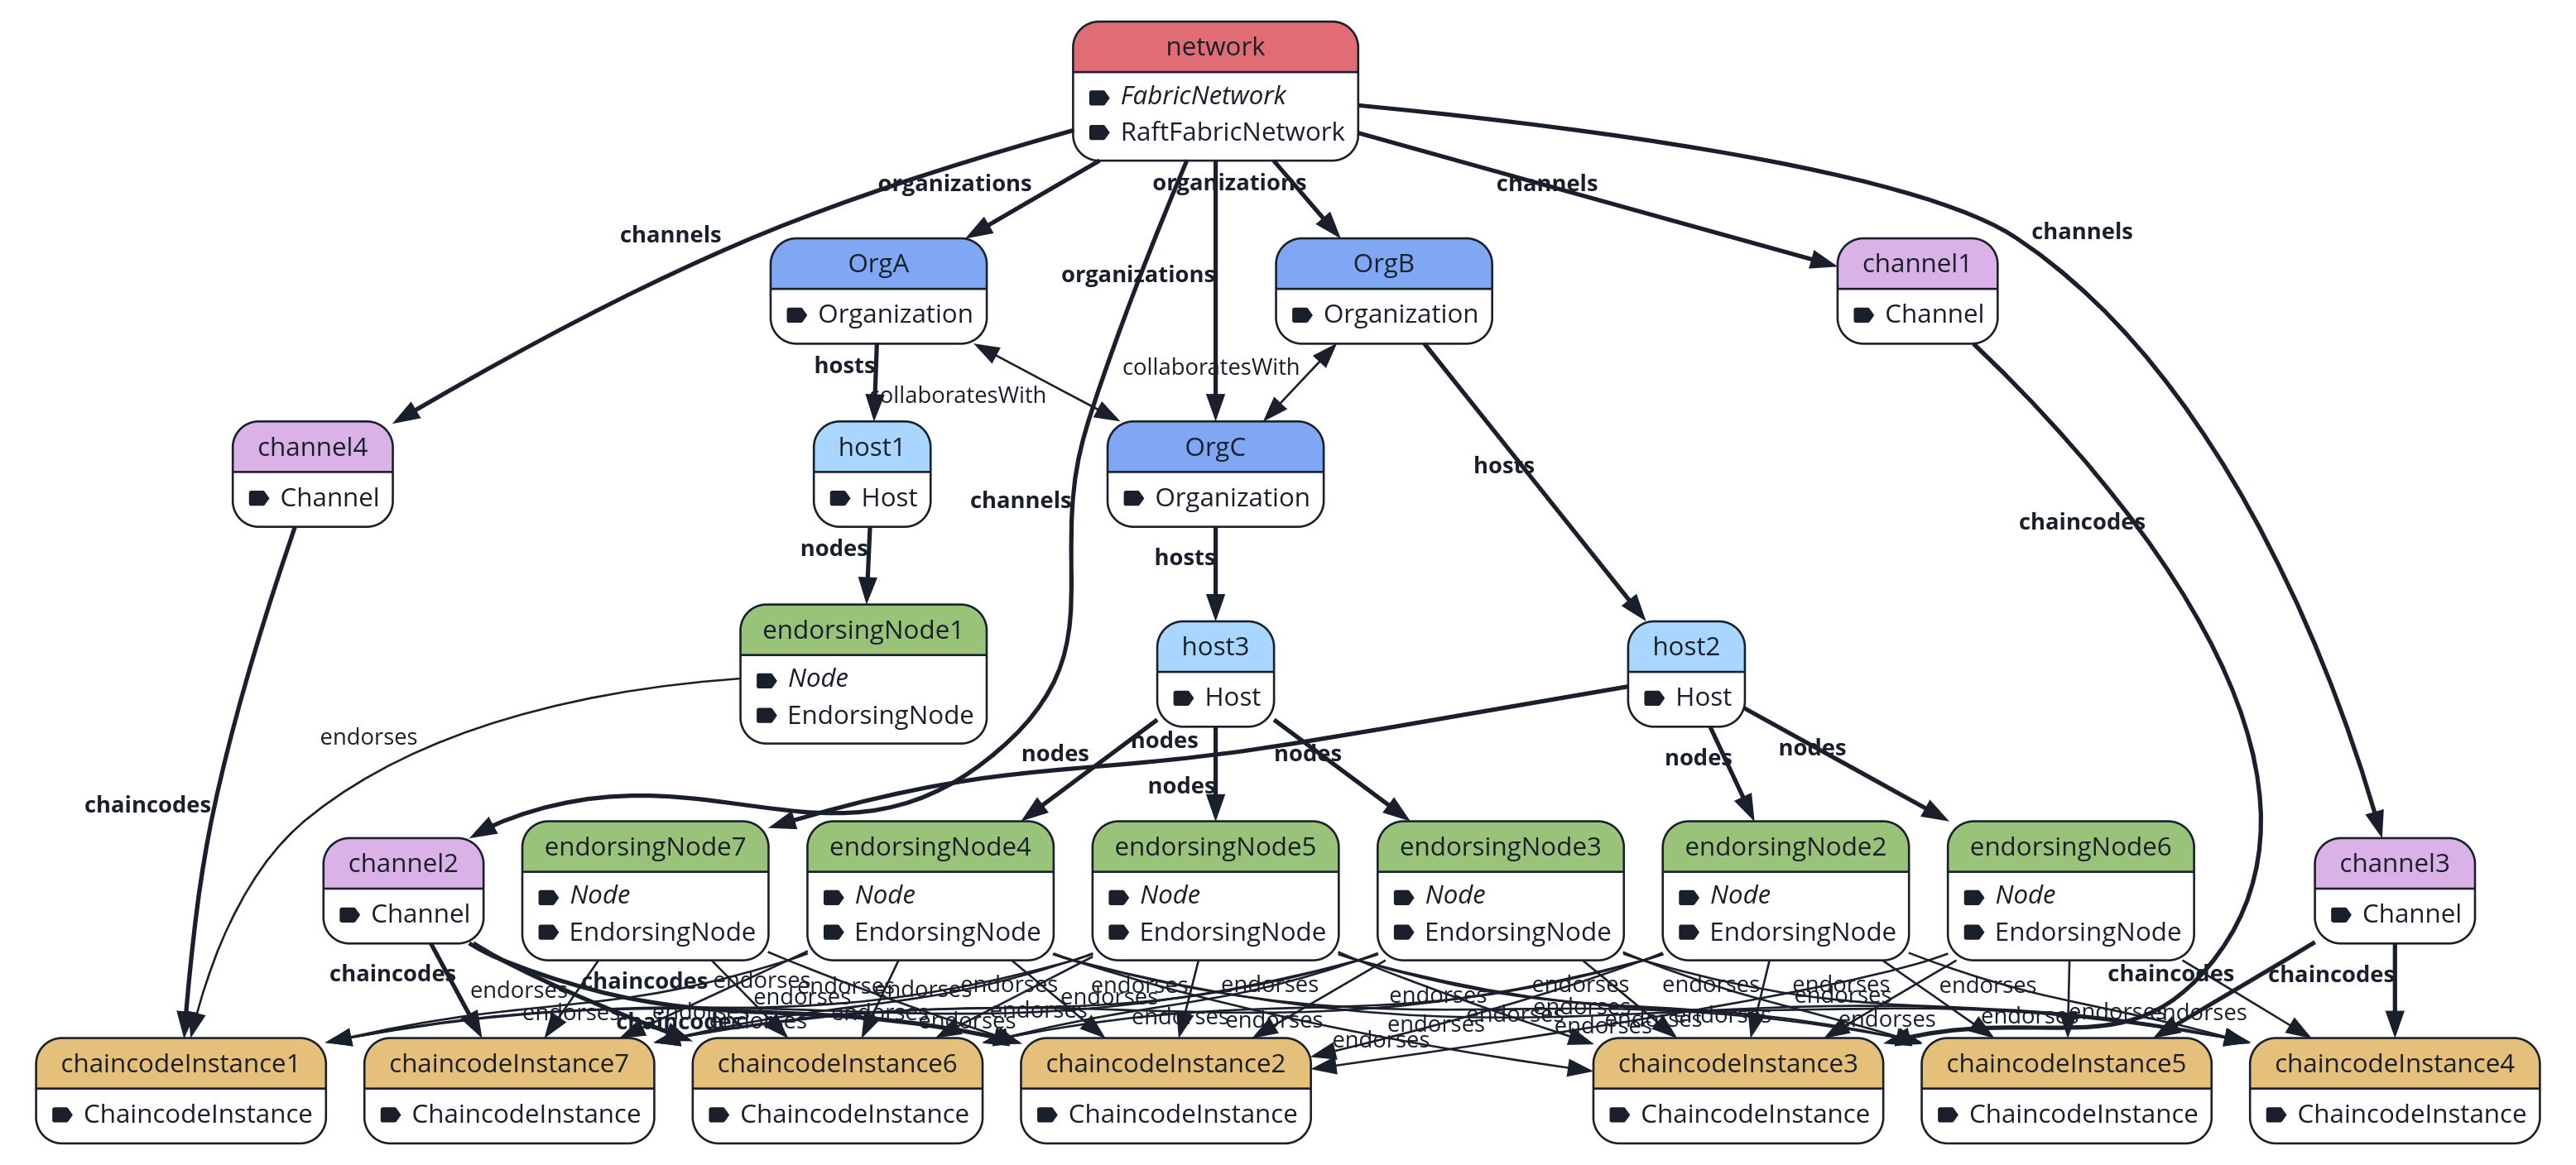 network
FabricNetwork
RaftFabricNetwork
organizations
organizations
channels
channels
channels
OrgA
Organization
OrgB
Organization
channel1
Channel
organizations
hosts
collaboratesWith
collaboratesWith
channel4
Channel
host1
Host
OrgC
Organization
hosts
channels
chaincodes
nodes
hosts
endorsingNode1
Node
EndorsingNode
host3
Host
host2
Host
endorses
nodes
nodes
nodes
nodes
nodes
nodes
chaincodes
channel2
Channel
endorsingNode7
Node
EndorsingNode
endorsingNode4
Node
EndorsingNode
endorsingNode5
Node
EndorsingNode
endorsingNode3
Node
EndorsingNode
endorsingNode2
Node
EndorsingNode
endorsingNode6
Node
EndorsingNode
channel3
Channel
chaincodes
chaincodes
endorses
endorses
endorses
endorses
endorses
endorses
endorses
endorses
endorses
chaincodes
chaincodes
endorses
endorses
endorses
endorses
endorses
endorses
endorses
endorses
endorses
chaincodes
endorses
endorses
endorses
endorses
endorses
endorses
endorses
endorses
endorses
endorses
endorses
endorses
endorses
chaincodeInstance1
ChaincodeInstance
chaincodeInstance7
ChaincodeInstance
chaincodeInstance6
ChaincodeInstance
chaincodeInstance2
ChaincodeInstance
chaincodeInstance3
ChaincodeInstance
chaincodeInstance5
ChaincodeInstance
chaincodeInstance4
ChaincodeInstance